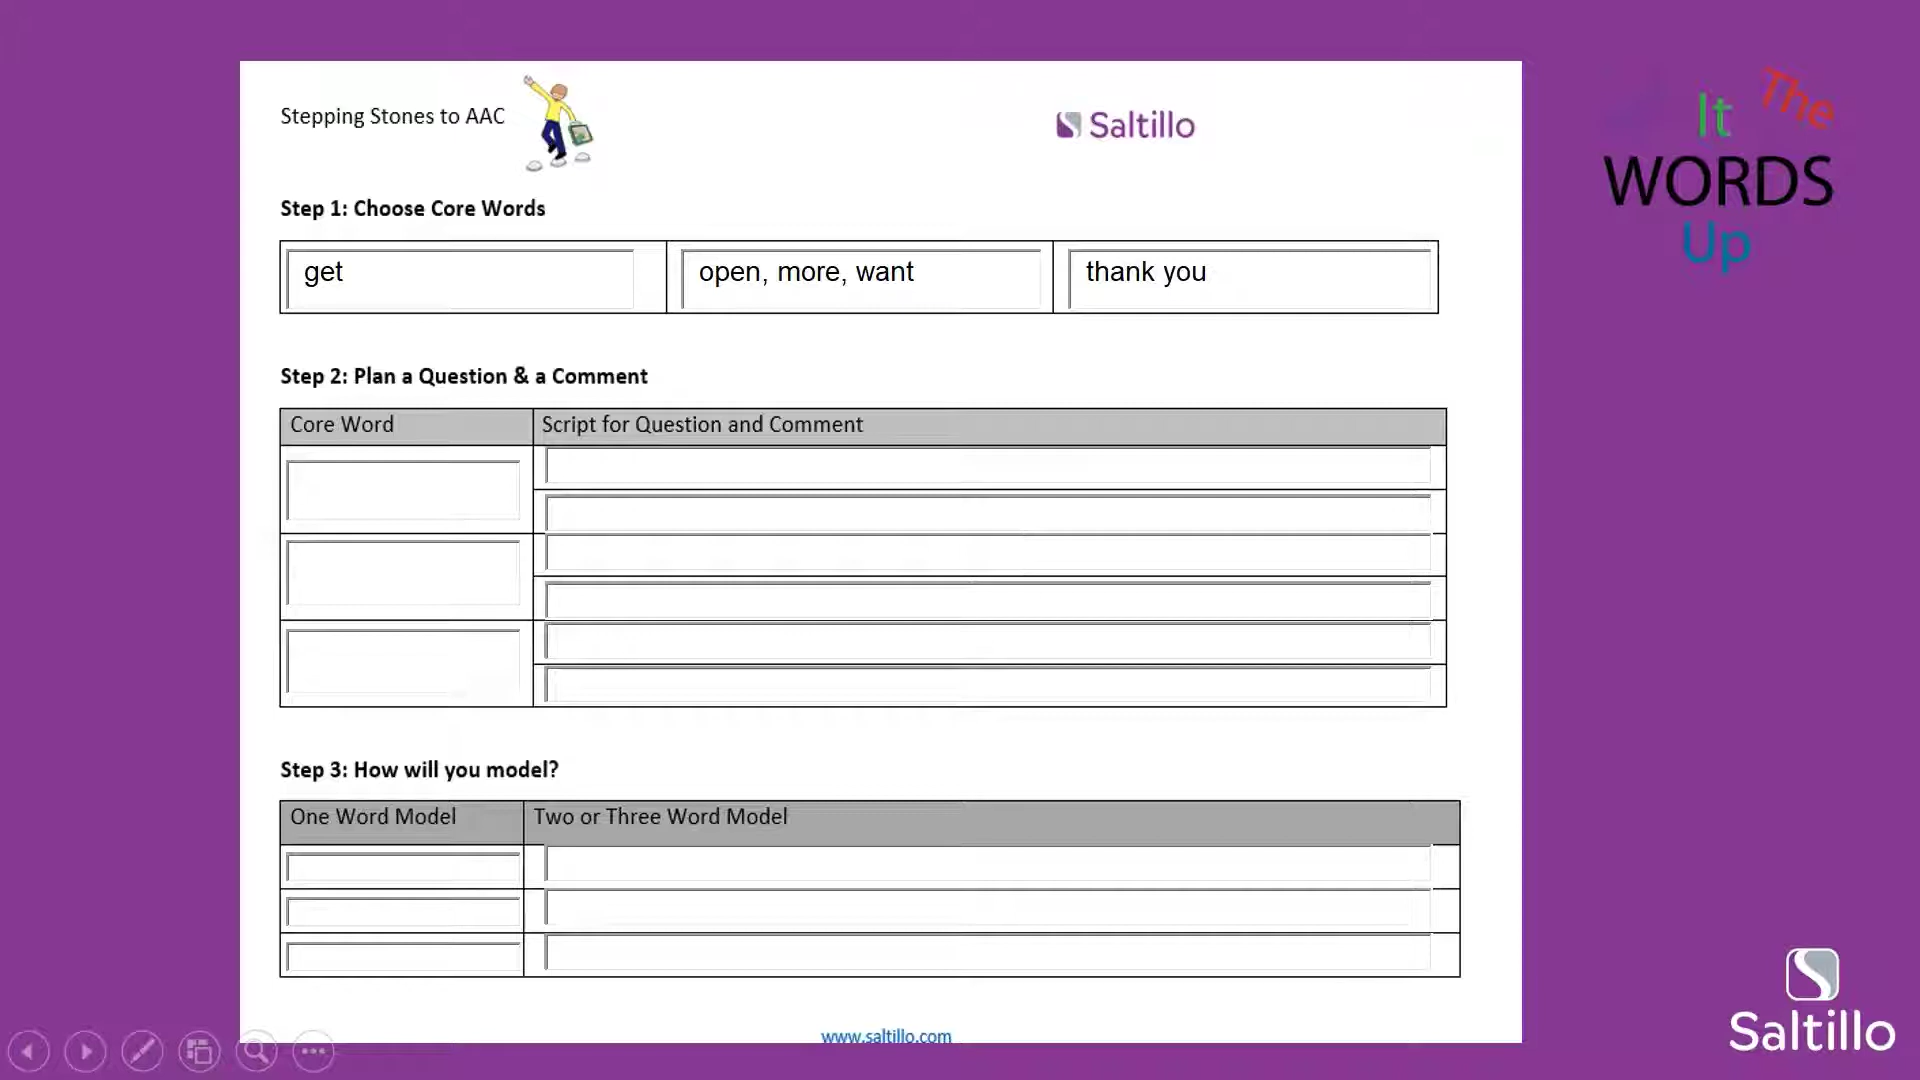 Stepping Stones to AAC
Saltillo
The
It
WORDS
Up
Step 1: Choose Core Words
get
open, more, want
thank you
Step 2: Plan a Question & a Comment
Core Word
Script for Question and Comment
Step 3: How will you model?
One Word Model
Two or Three Word Model
www.saltillo.com
Saltillo